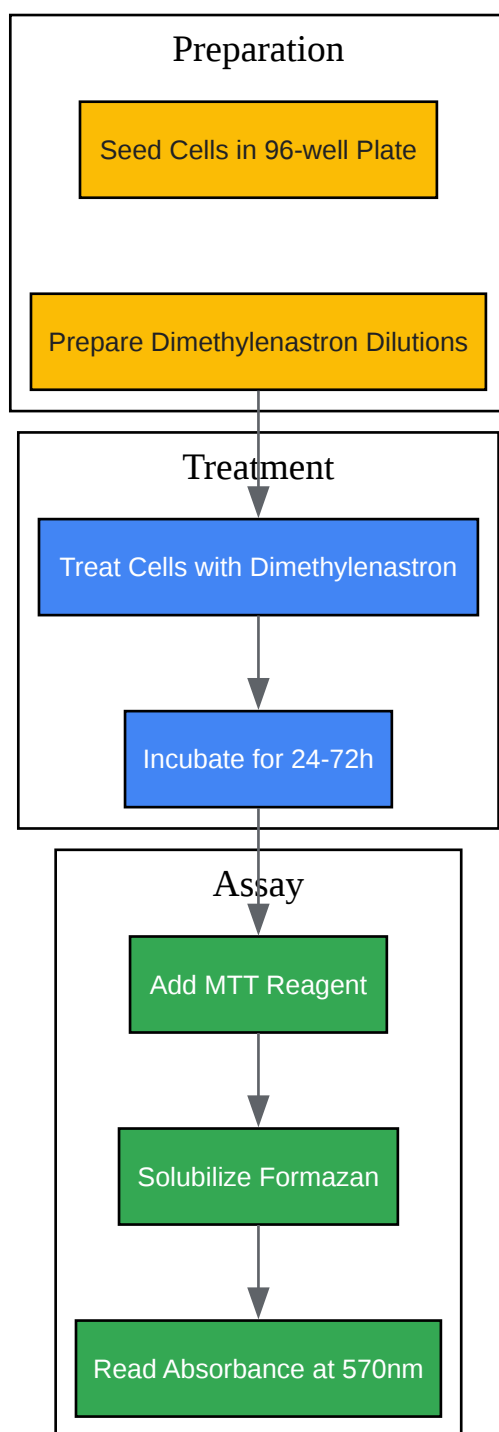 Preparation
Seed Cells in 96-well Plate
Prepare Dimethylenastron Dilutions
Treatment
Treat Cells with Dimethylenastron
Incubate for 24-72h
Assay
Add MTT Reagent
Solubilize Formazan
Read Absorbance at 570nm